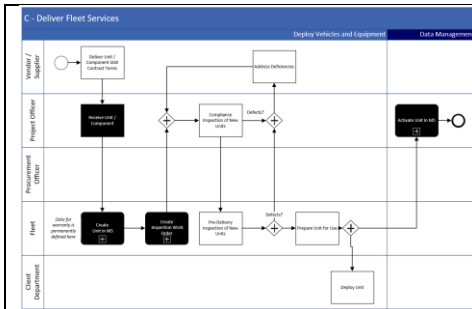 C - Deliver Fleet Services
Deploy Vehicles and Equipment
Data Management
Vendor /
Supplier
Deliver Unit /
Component With
Contract Terms
Address Deficiencies
Project Officer
Receive Unit /
Component
Compliance
Inspection of New
Units
Defects?
Activate Unit in M5
Procurement
Officer
Fleet
Data for
warranty is
permanently
defined here
Create
Unit in M5
Create
Inspection Work
Order
Pre-Delivery
Inspection of New
Units
Defects?
Prepare Unit for Use
Client
Department
Deploy Unit